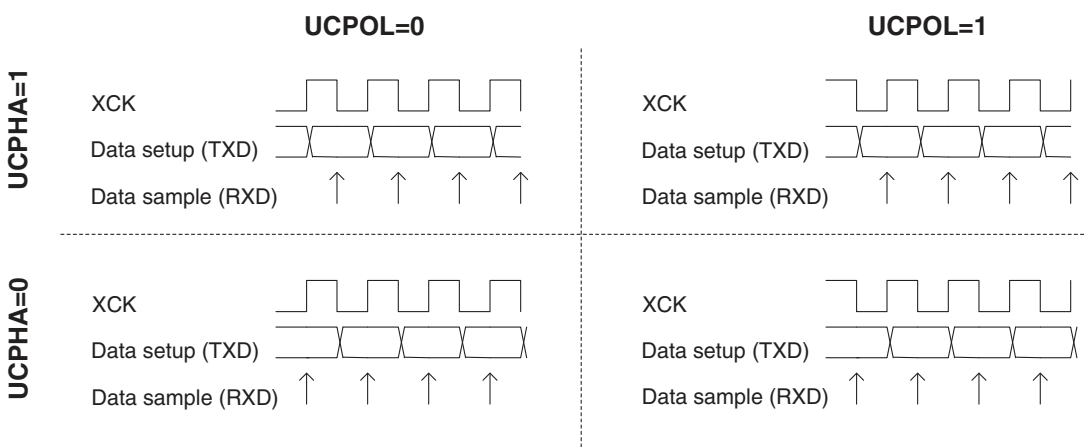 UCPOL=0
UCPOL=1
UCPHA=1
XCK
Data setup (TXD)
Data sample (RXD)
XCK
Data setup (TXD)
Data sample (RXD)
UCPHA=0
XCK
Data setup (TXD)
Data sample (RXD)
XCK
Data setup (TXD)
Data sample (RXD)